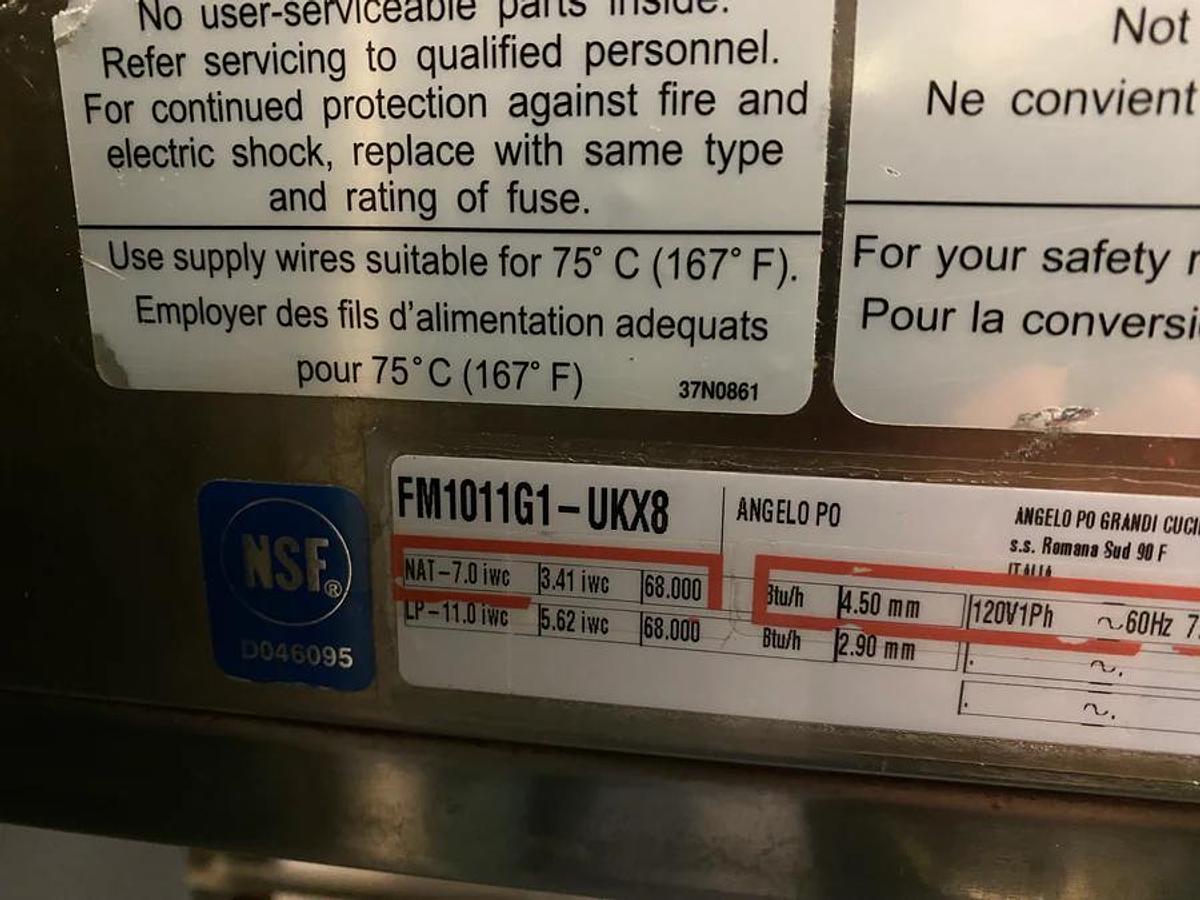 No user-serviceable parts inside.
Refer servicing to qualified personnel.
For continued protection against fire and
electric shock, replace with same type
and rating of fuse.
Use supply wires suitable for 75° C (167° F).
Employer des fils d'alimentation adequats
pour 75°C (167° F)
37N0861
Not
Ne convient
For your safety r
Pour la conversi
NSF®
D046095
FM1011G1-UKX8
ANGELO PO
ANGELO PO GRANDI CUCI
s.s. Romana Sud 90 F
ITALIA
NAT-7.0 iwc 3.41 iwc 68.000 Btu/h 4.50 mm 120V1Ph ~60Hz 7
LP-11.0 iwc 5.62 iwc 68.000 Btu/h 2.90 mm . ~.
. ~.